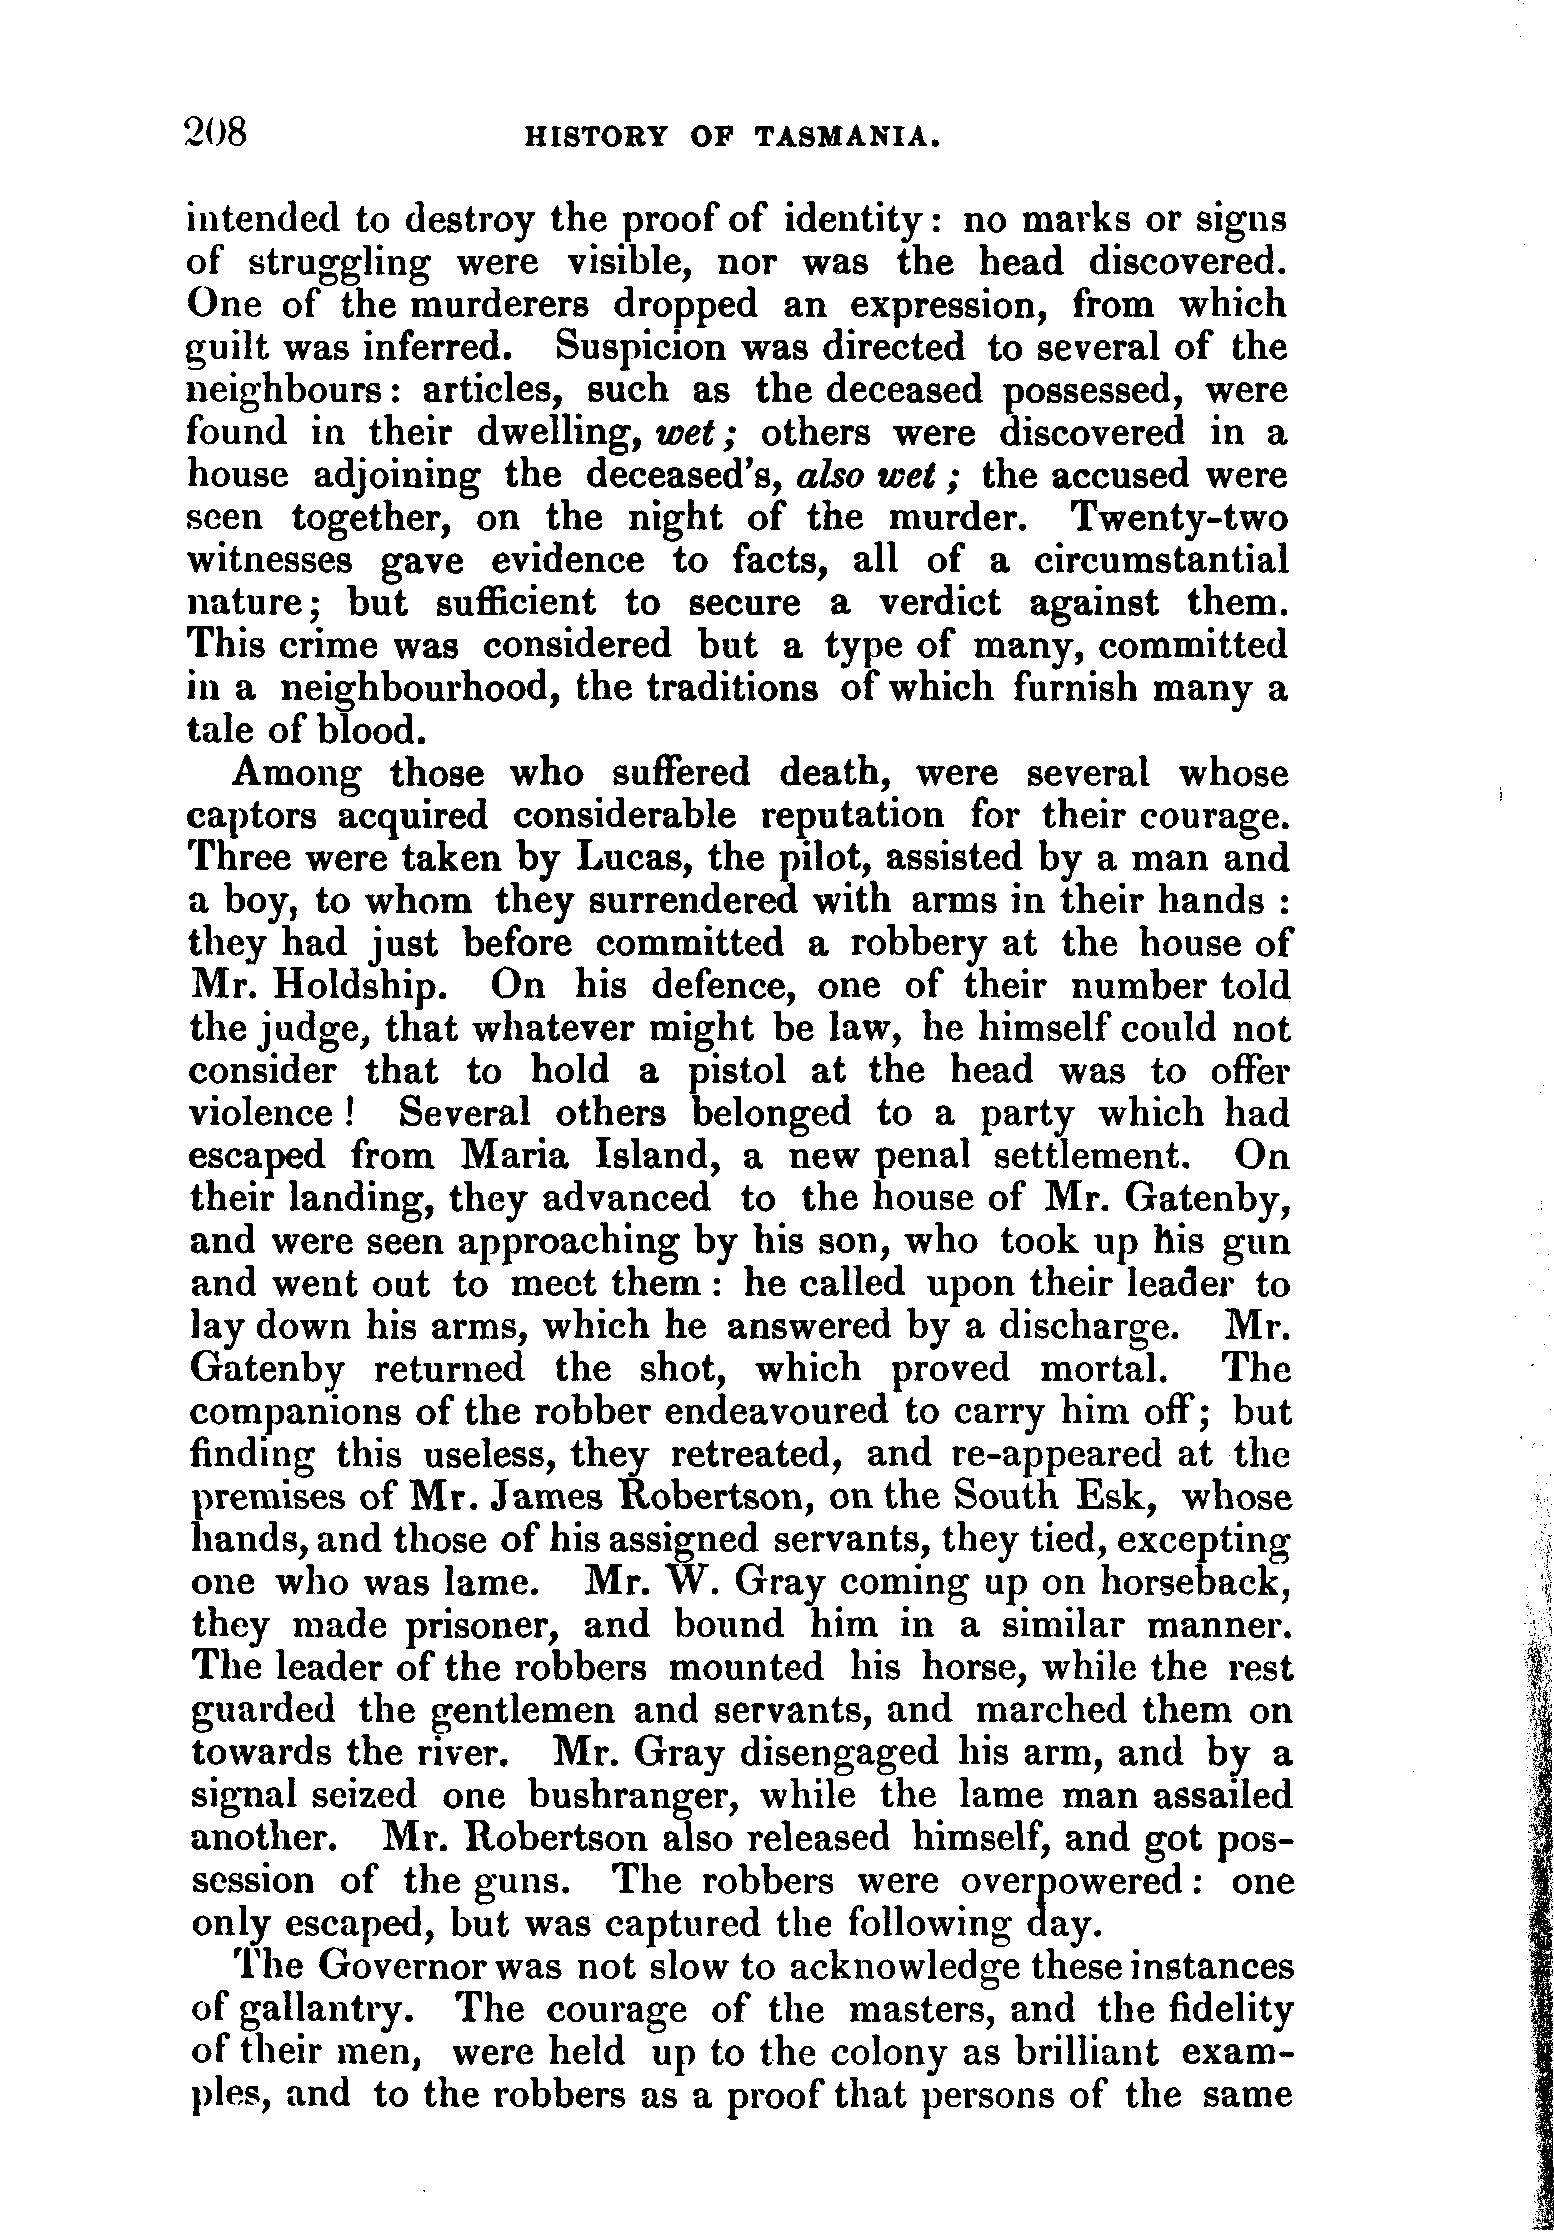 208 HISTORY OF TASMANIA.
intended to destroy the proof of identity: no marks or signs
of struggling were visible, nor was the head discovered.
One of the murderers dropped an expression, from which
guilt was inferred. Suspicion was directed to several of the
neighbours: articles, such as the deceased possessed, were
found in their dwelling, wet; others were discovered in a
house adjoining the deceased's, also wet; the accused were
seen together, on the night of the murder. Twenty-two
witnesses gave evidence to facts, all of a circumstantial
nature; but sufficient to secure a verdict against them.
This crime was considered but a type of many, committed
in a neighbourhood, the traditions of which furnish many a
tale of blood.
Among those who suffered death, were several whose
captors acquired considerable reputation for their courage.
Three were taken by Lucas, the pilot, assisted by a man and
a boy, to whom they surrendered with arms in their hands :
they had just before committed a robbery at the house of
Mr. Holdship. On his defence, one of their number told
the judge, that whatever might be law, he himself could not
consider that to hold a pistol at the head was to offer
violence ! Several others belonged to a party which had
escaped from Maria Island, a new penal settlement. On
their landing, they advanced to the house of Mr. Gatenby,
and were seen approaching by his son, who took up his gun
and went out to meet them : he called upon their leader to
lay down his arms, which he answered by a discharge. Mr.
Gatenby returned the shot, which proved mortal. The
companions of the robber endeavoured to carry him off; but
finding this useless, they retreated, and re-appeared at the
premises of Mr. James Robertson, on the South Esk, whose
hands, and those of his assigned servants, they tied, excepting
one who was lame. Mr. W. Gray coming up on horseback,
they made prisoner, and bound him in a similar manner.
The leader of the robbers mounted his horse, while the rest
guarded the gentlemen and servants, and marched them on
towards the river. Mr. Gray disengaged his arm, and by a
signal seized one bushranger, while the lame man assailed
another. Mr. Robertson also released himself, and got pos-
session of the guns. The robbers were overpowered : one
only escaped, but was captured the following day.
The Governor was not slow to acknowledge these instances
of gallantry. The courage of the masters, and the fidelity
of their men, were held up to the colony as brilliant exam-
ples, and to the robbers as a proof that persons of the same